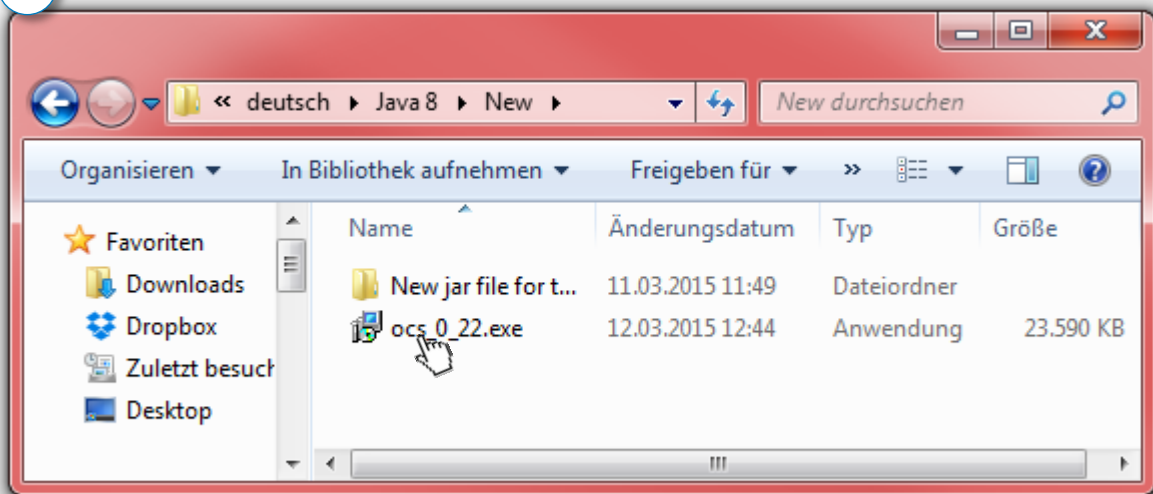 « deutsch ▸ Java 8 ▸ New ▸
New durchsuchen
Organisieren
In Bibliothek aufnehmen
Freigeben für
»
Name
Änderungsdatum
Typ
Größe
Favoriten
Downloads
Dropbox
Zuletzt besuch
Desktop
New jar file for t... 11.03.2015 11:49 Dateiordner
ocs_0_22.exe 12.03.2015 12:44 Anwendung 23.590 KB